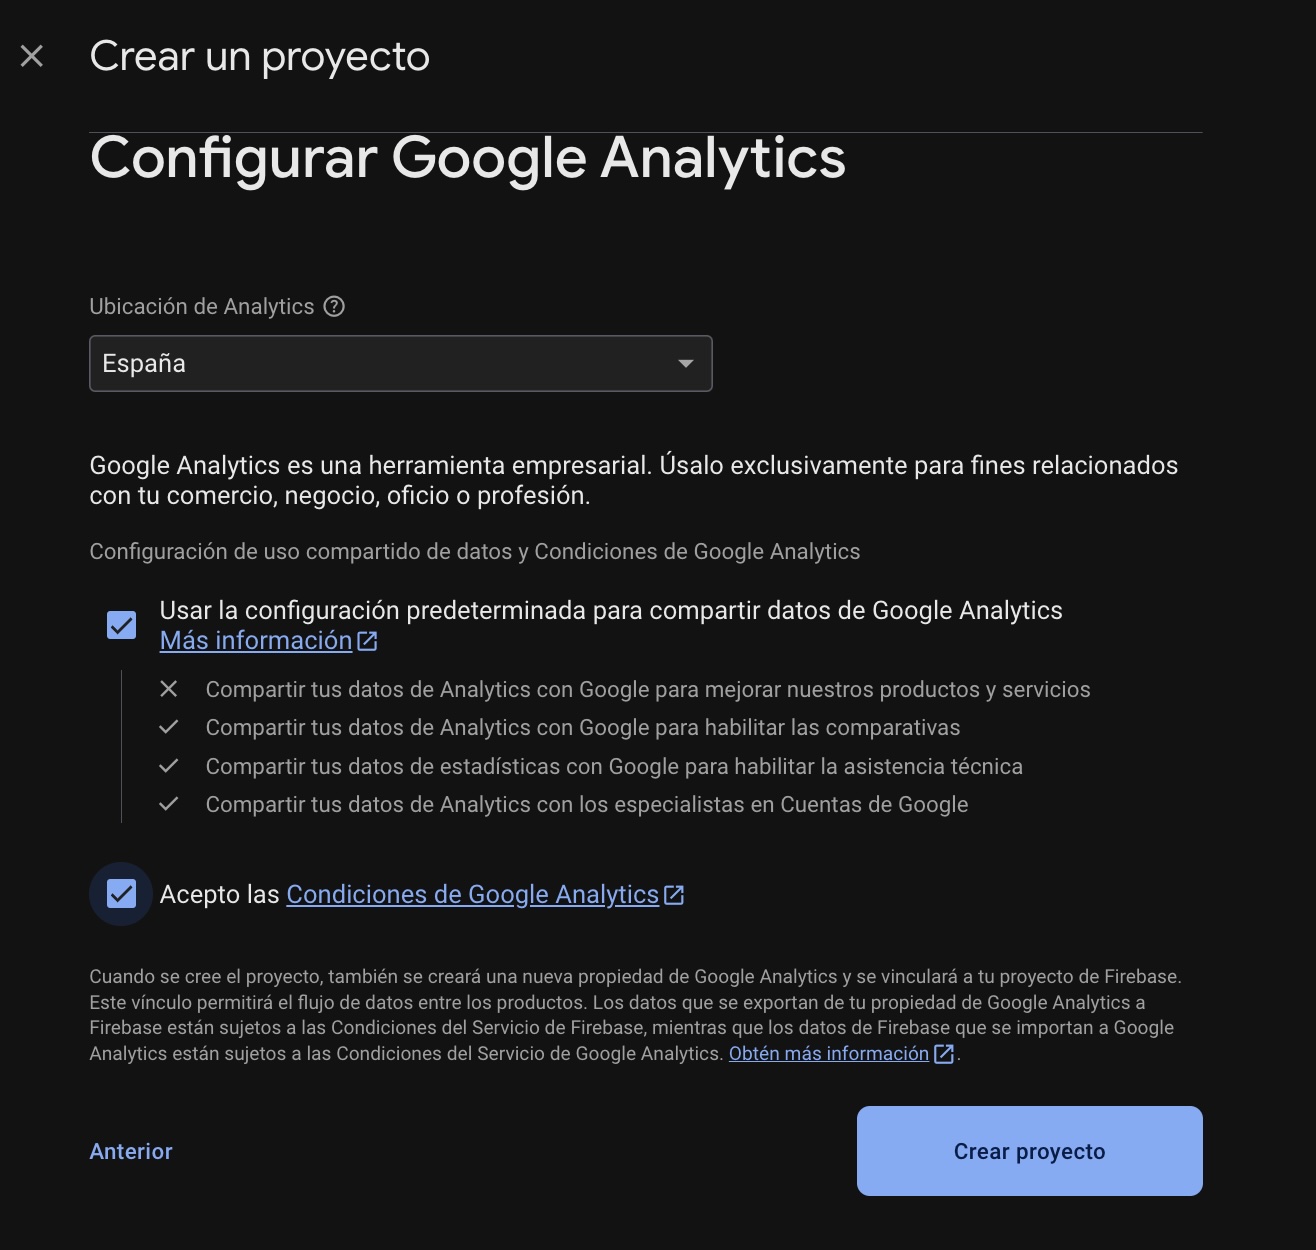 Crear un proyecto
Configurar Google Analytics
Ubicación de Analytics
España
Google Analytics es una herramienta empresarial. Úsalo exclusivamente para fines relacionados
con tu comercio, negocio, oficio o profesión.
Configuración de uso compartido de datos y Condiciones de Google Analytics
Usar la configuración predeterminada para compartir datos de Google Analytics
Más información
Compartir tus datos de Analytics con Google para mejorar nuestros productos y servicios
Compartir tus datos de Analytics con Google para habilitar las comparativas
Compartir tus datos de estadísticas con Google para habilitar la asistencia técnica
Compartir tus datos de Analytics con los especialistas en Cuentas de Google
Acepto las Condiciones de Google Analytics
Cuando se cree el proyecto, también se creará una nueva propiedad de Google Analytics y se vinculará a tu proyecto de Firebase.
Este vínculo permitirá el flujo de datos entre los productos. Los datos que se exportan de tu propiedad de Google Analytics a
Firebase están sujetos a las Condiciones del Servicio de Firebase, mientras que los datos de Firebase que se importan a Google
Analytics están sujetos a las Condiciones del Servicio de Google Analytics. Obtén más información.
Anterior
Crear proyecto